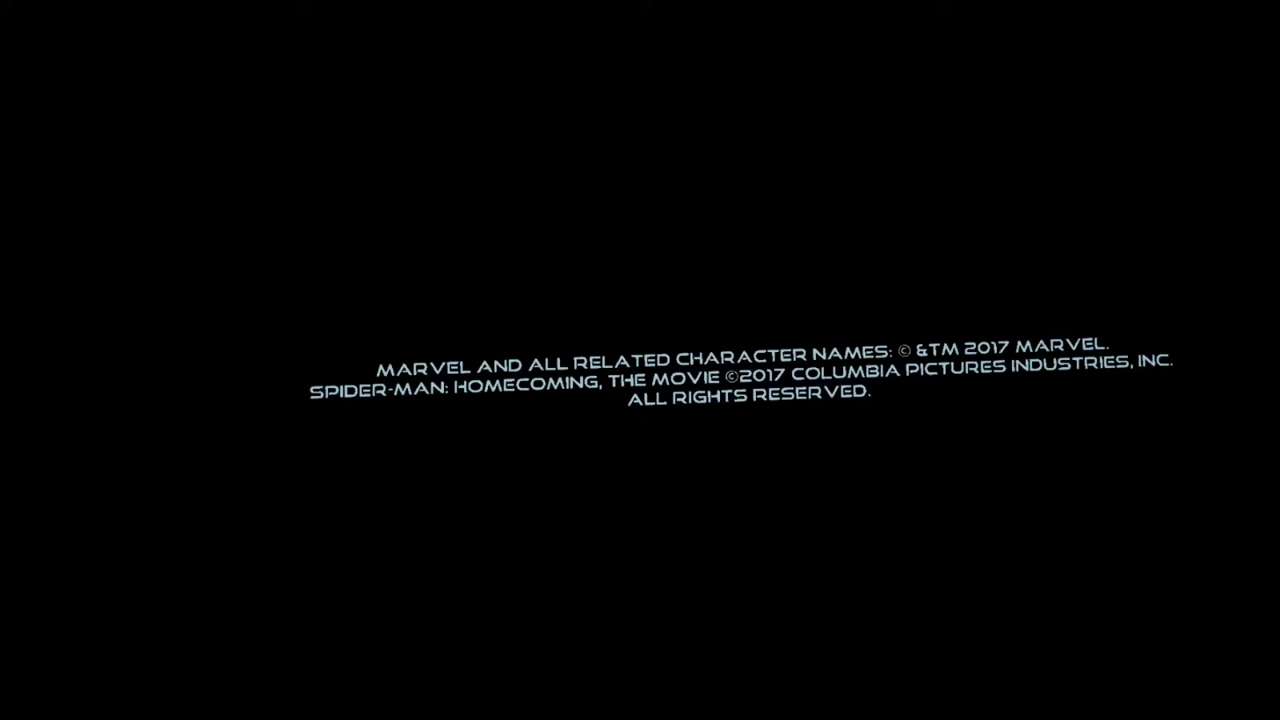 MARVEL AND ALL RELATED CHARACTER NAMES: © &TM 2017 MARVEL.
SPIDER-MAN: HOMECOMING, THE MOVIE ©2017 COLUMBIA PICTURES INDUSTRIES, INC.
ALL RIGHTS RESERVED.